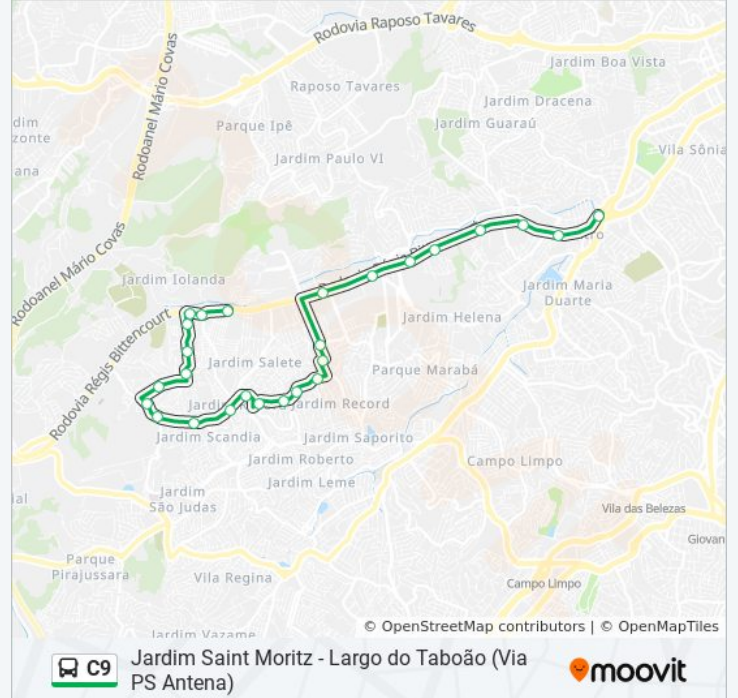 Rodovia Raposo Tavares
Jardim Boa Vista
Rodoanel Mário Covas
Raposo Tavares
Jardim Dracena
Parque Ipê
Jardim Guaraú
Jardim Paulo VI
Vila Sônia
ana
Rodoanel Mário Covas
Jardim Iolanda
Jardim Maria
Duarte
Rodovia Régis Bittencourt
Jardim Helena
Jardim Salete
Parque Marabá
Jardim Record
Jardim Scandia
Jardim Saporito
Jardim Roberto
Campo Limpo
Jardim Leme
Jardim
São Judas
Vila das Belezas
Giovan
Parque
Pirajussara
Vila Regina
Campo Limpo
Jardim Vazame
© OpenStreetMap contributors | © OpenMapTiles
C9
Jardim Saint Moritz - Largo do Taboão (Via
PS Antena)
moovit